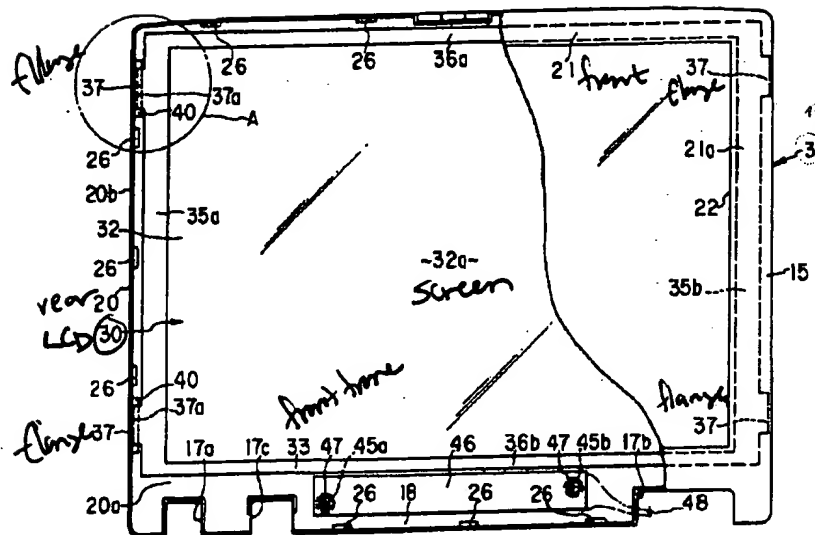 26 26 36a 21 front 37
flange 37 37a flange
40 A
26 21a 3
20b 22
35a
32
26 -32a- 15
screen
rear 20 35b
LCD 30
26 40 front frame flange
37a 37
flange 37 17a 17c 33 47 45a 46 36b 47 45b 17b
20a 26 18 26 26 48